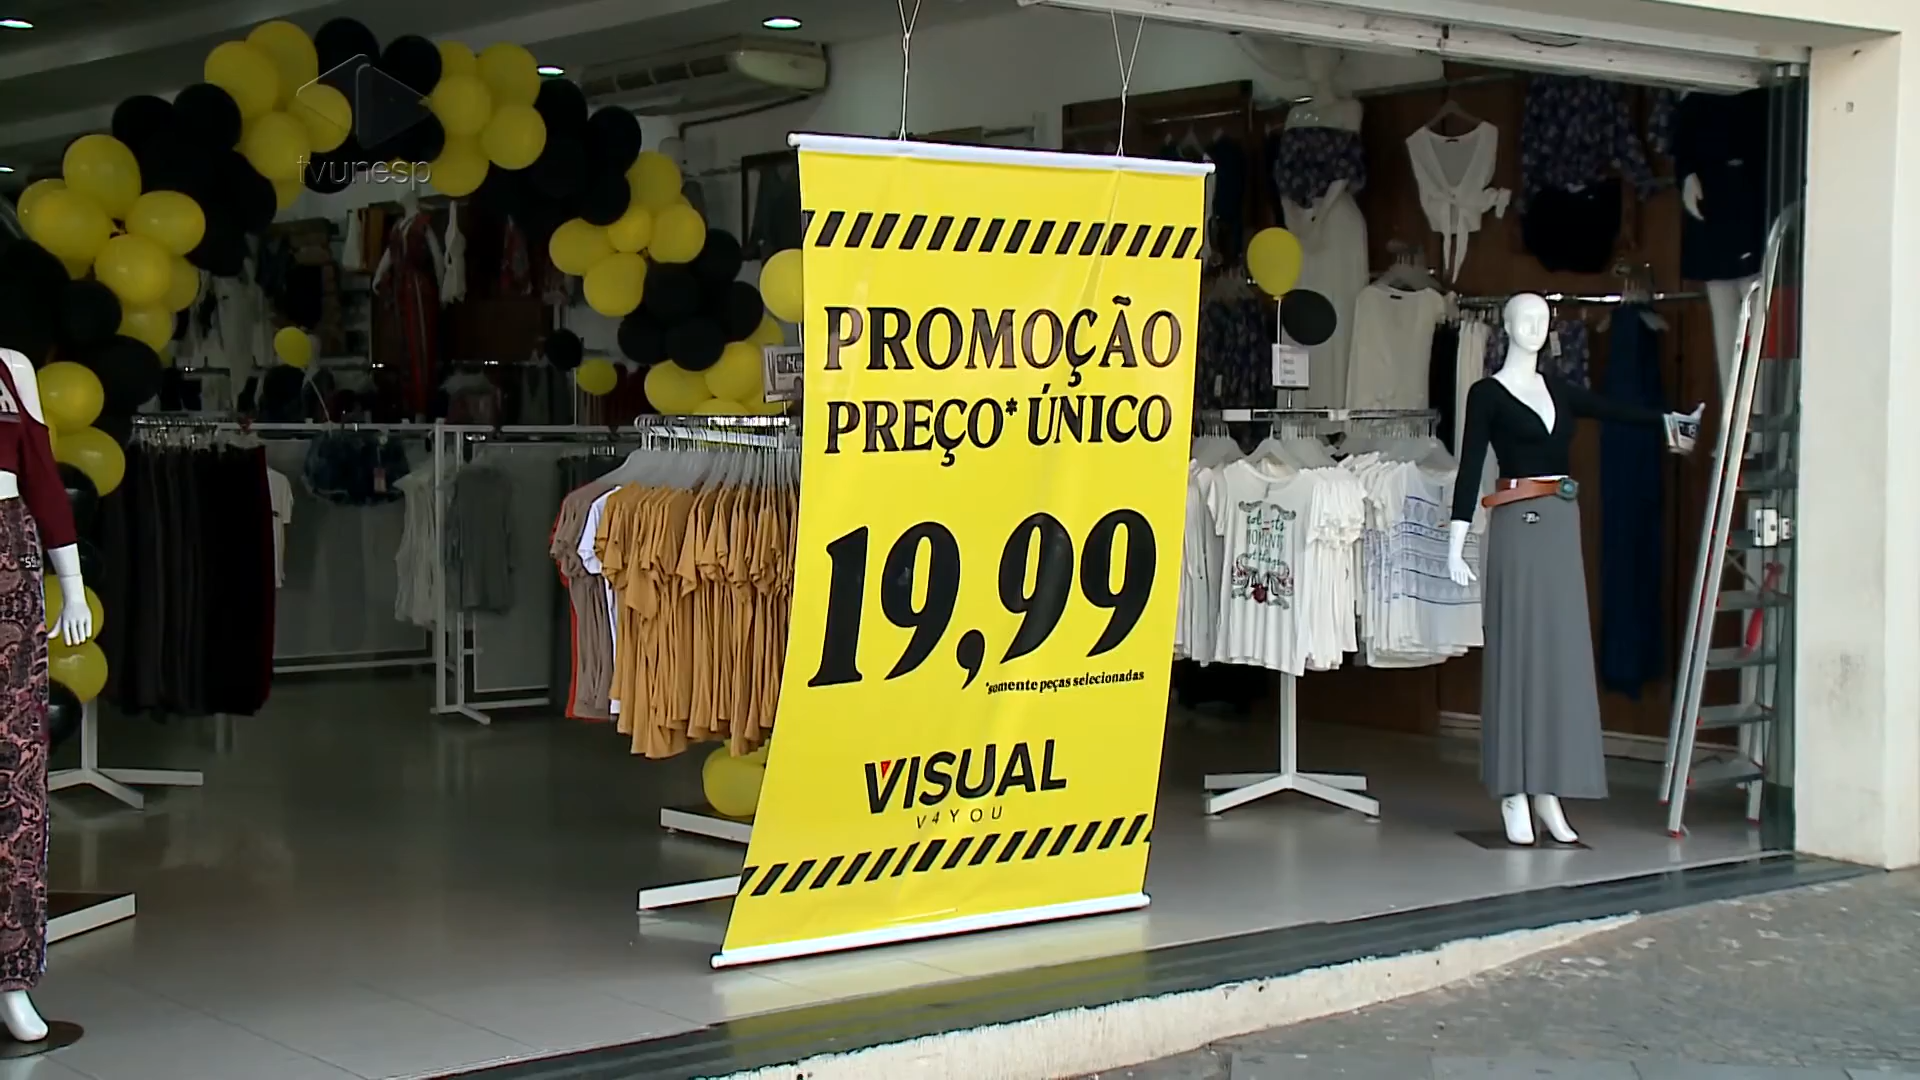 tvunesp
PROMOÇÃO
PREÇO* ÚNICO
19,99
*somente peças selecionadas
VISUAL
V4YOU